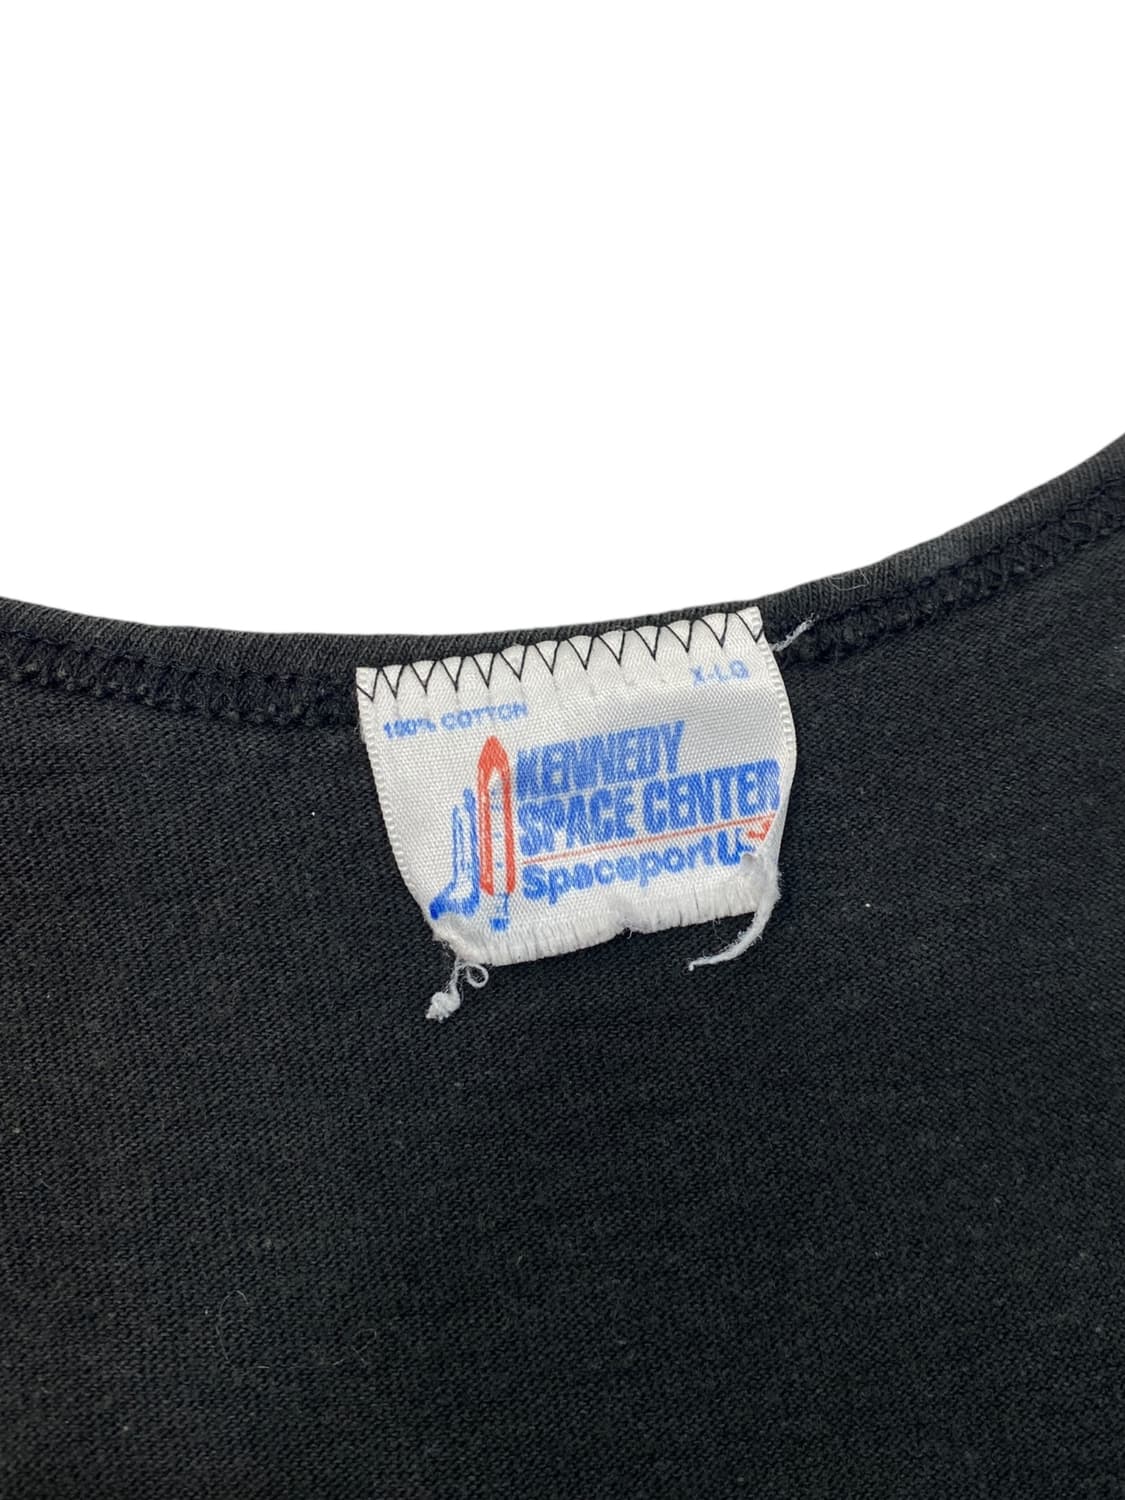 X-LG
100% COTTON
KENNEDY
SPACE CENTER
Spaceport